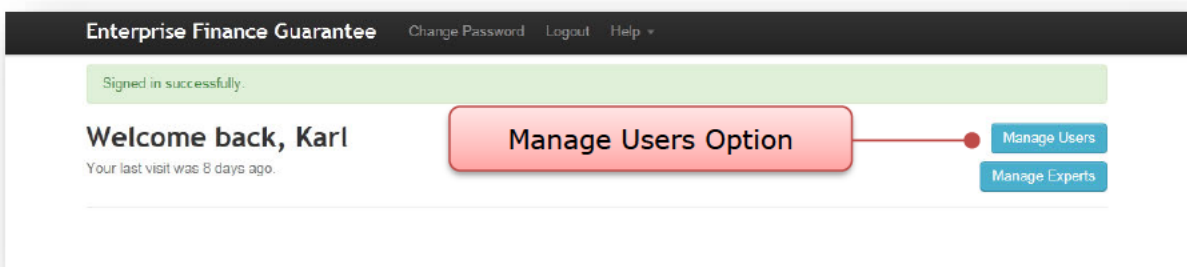 Enterprise Finance Guarantee Change Password Logout Help
Signed in successfully.
Welcome back, Karl
Your last visit was 8 days ago.
Manage Users Option
Manage Users
Manage Experts